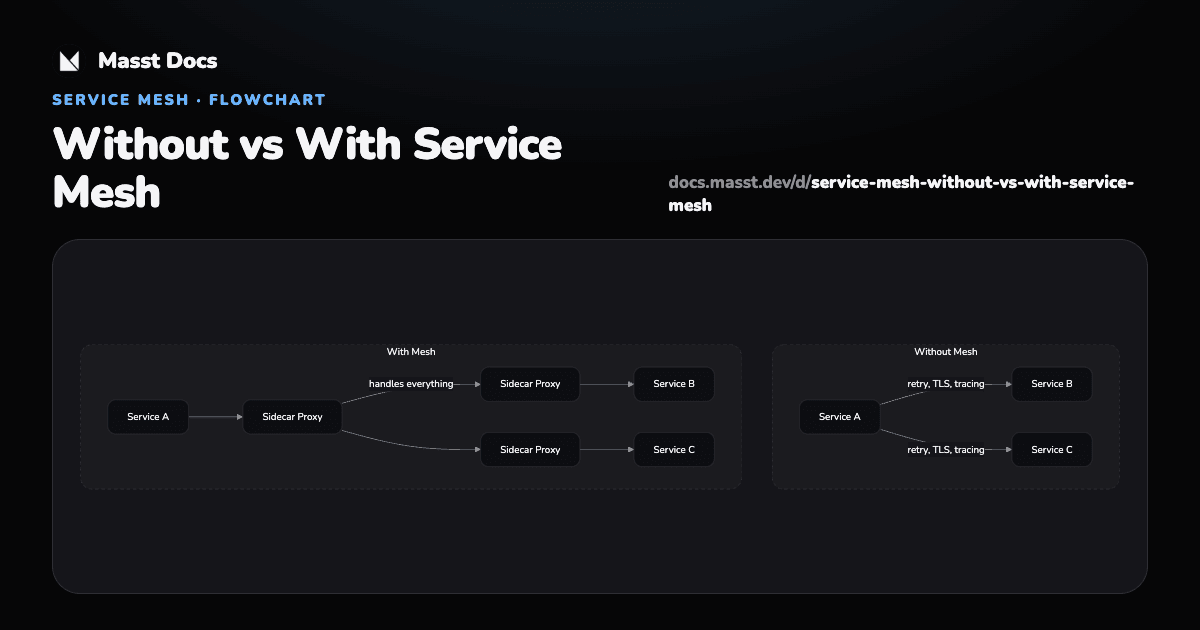 Masst Docs
SERVICE MESH · FLOWCHART
Without vs With Service
Mesh
docs.masst.dev/d/service-mesh-without-vs-with-service-
mesh
With Mesh
handles everything
Service A
Sidecar Proxy
Sidecar Proxy
Service B
Sidecar Proxy
Service C
Without Mesh
retry, TLS, tracing
Service B
Service A
retry, TLS, tracing
Service C